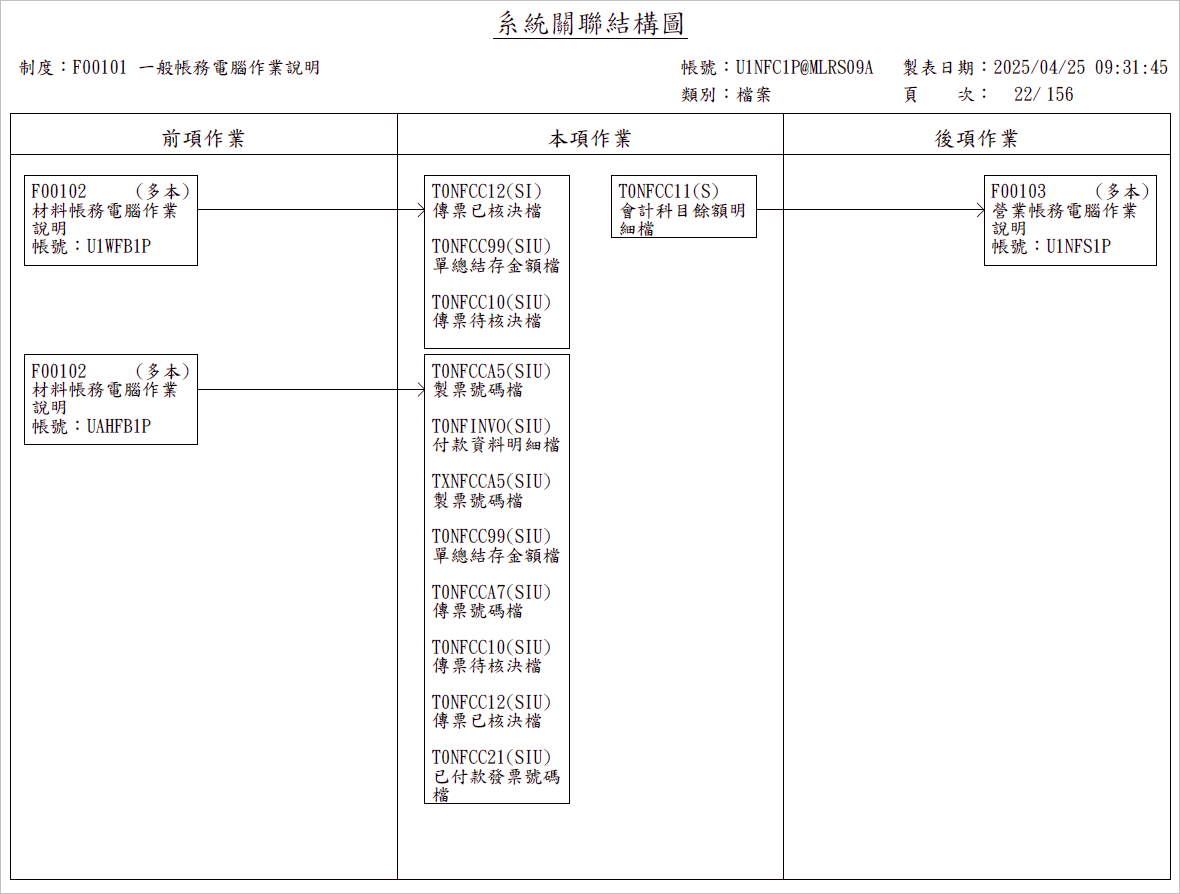 系統關聯結構圖
制度：F00101 一般帳務電腦作業說明
帳號：U1NFC1P@MLRS09A 製表日期：2025/04/25 09:31:45
類別：檔案 頁 次： 22/ 156
前項作業 本項作業 後項作業
F00102 (多本)
材料帳務電腦作業
說明
帳號：U1WFB1P
T0NFCC12(SI)
傳票已核決檔
T0NFCC99(SIU)
單總結存金額檔
T0NFCC10(SIU)
傳票待核決檔
T0NFCC11(S)
會計科目餘額明
細檔
F00103 (多本)
營業帳務電腦作業
說明
帳號：U1NFS1P
F00102 (多本)
材料帳務電腦作業
說明
帳號：UAHFB1P
T0NFCCA5(SIU)
製票號碼檔
T0NFINVO(SIU)
付款資料明細檔
TXNFCCA5(SIU)
製票號碼檔
T0NFCC99(SIU)
單總結存金額檔
T0NFCCA7(SIU)
傳票號碼檔
T0NFCC10(SIU)
傳票待核決檔
T0NFCC12(SIU)
傳票已核決檔
T0NFCC21(SIU)
已付款發票號碼
檔